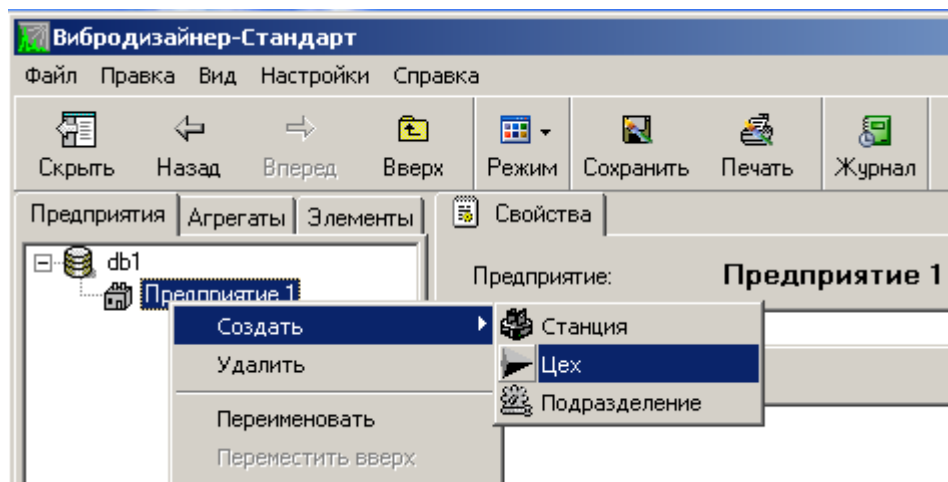 Вибродизайнер-Стандарт
Файл Правка Вид Настройки Справка
Скрыть Назад Вперед Вверх Режим Сохранить Печать Журнал
Предприятия Агрегаты Элементы Свойства
db1
Предприятие: Предприятие 1
Предприятие 1
Создать Станция
Удалить Цех
Подразделение
Переименовать
Переместить вверх